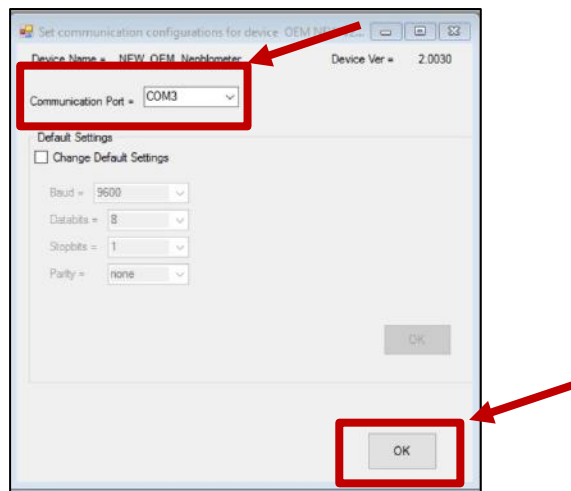 Set communication configurations for device OEM
Device Name = NEW_OEM_Nephlometer Device Ver = 2.0030
Communication Port = COM3
Default Settings
Change Default Settings
Baud = 9600
Databits = 8
Stopbits = 1
Parity = none
OK
OK